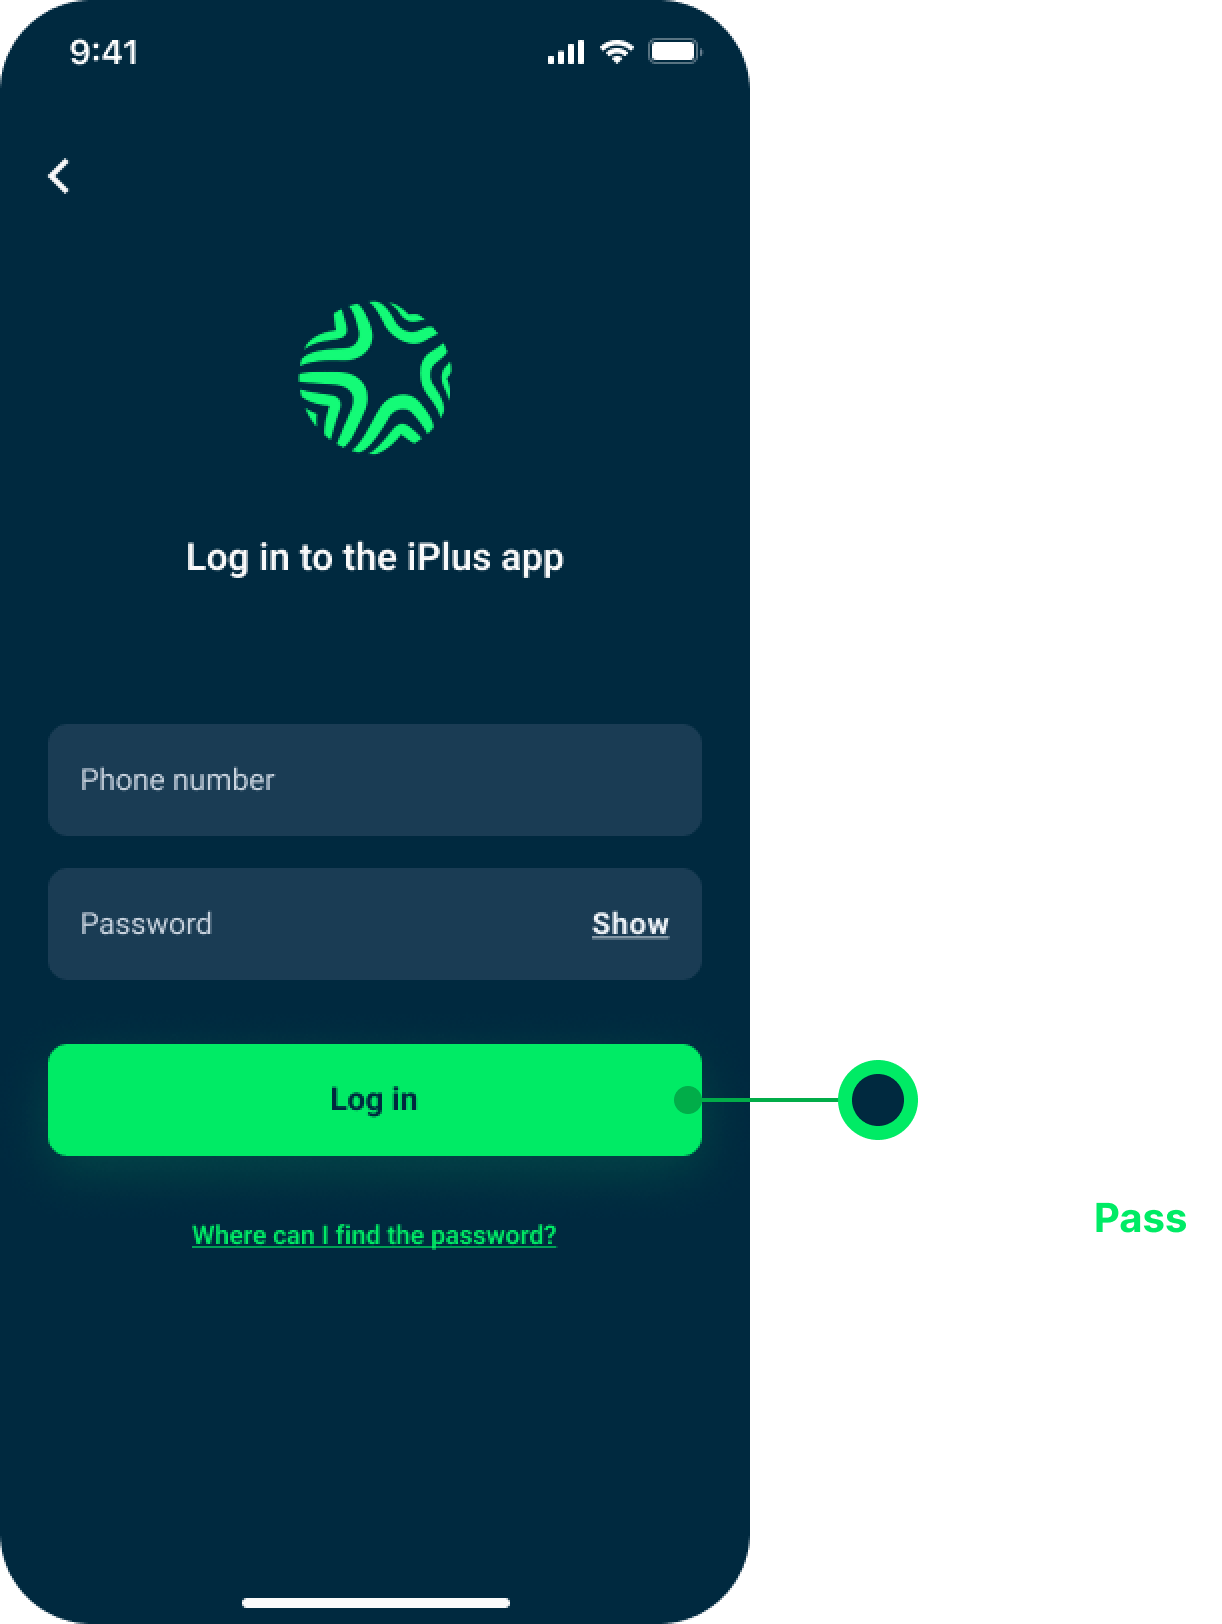 9:41
Log in to the iPlus app
Phone number
Password
Show
Log in
Where can I find the password?
Pass